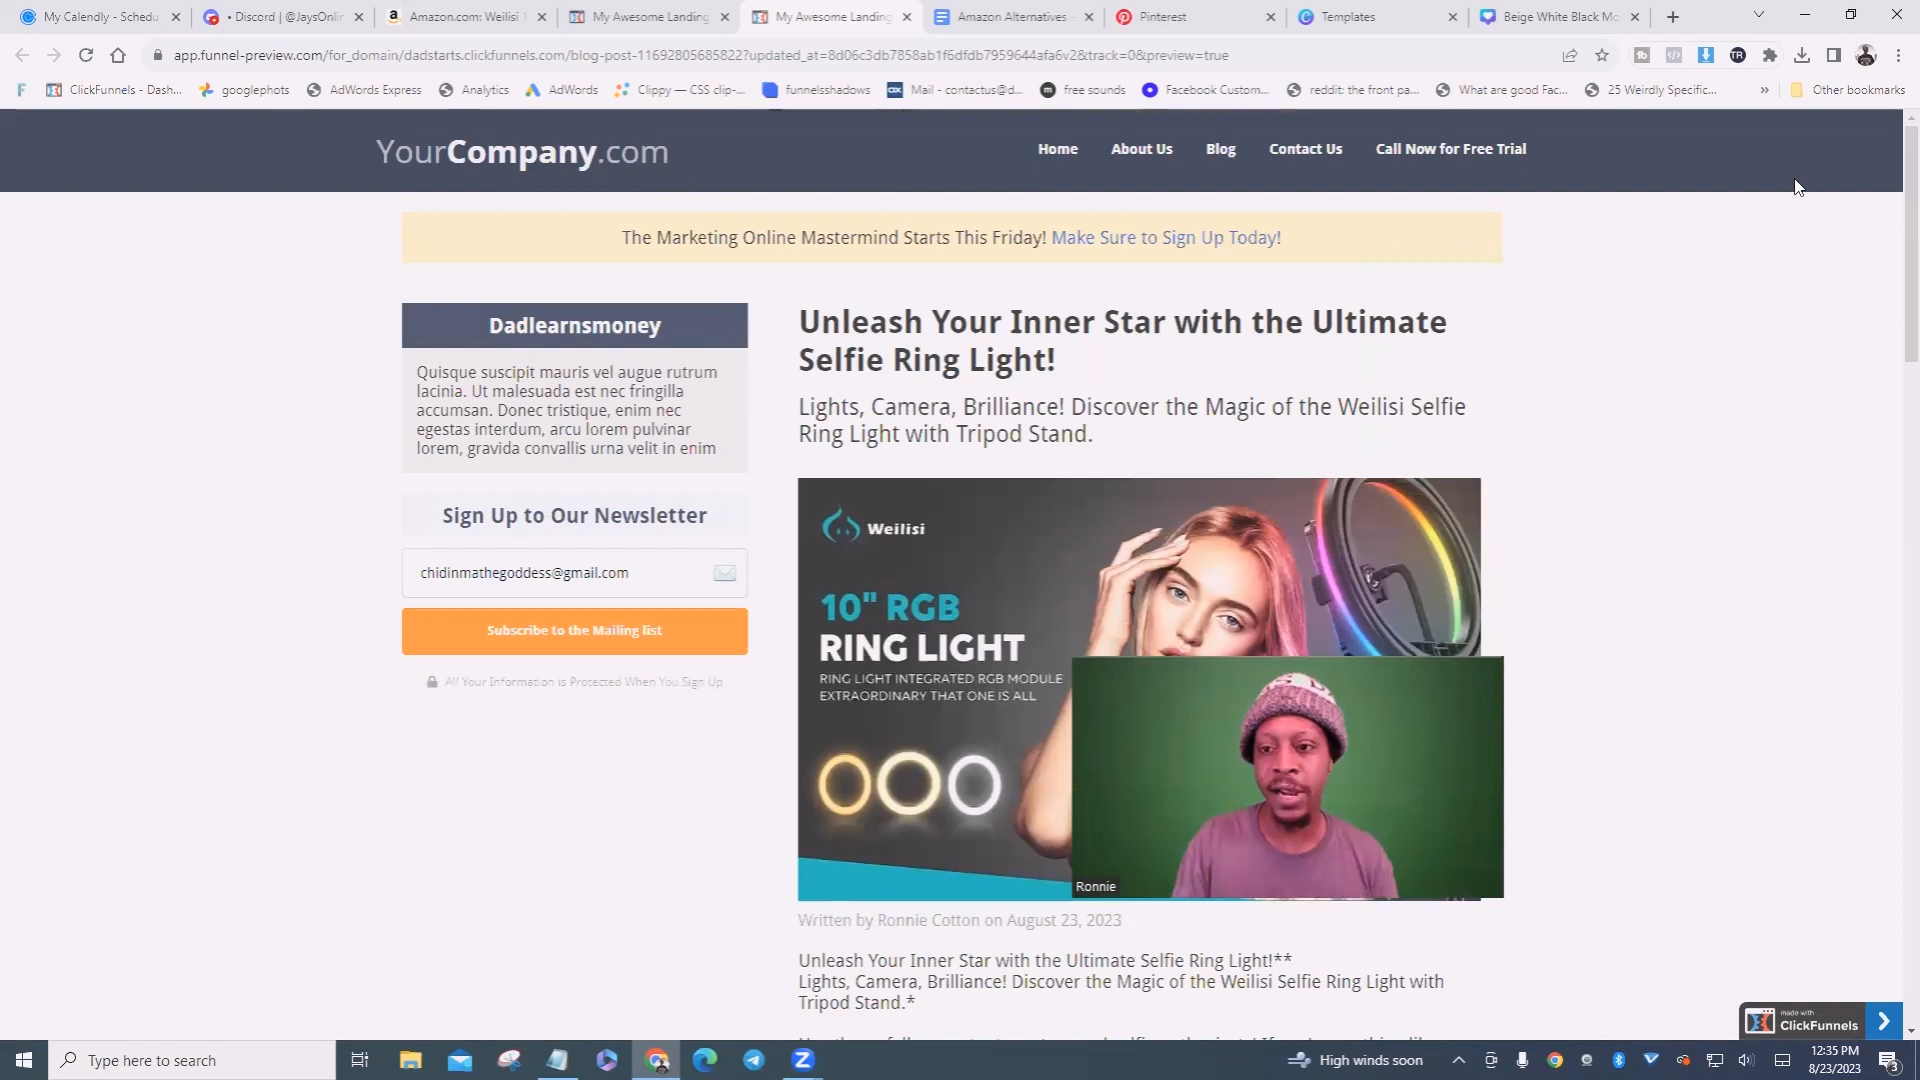 My Calendly - Schedu
• Discord | @JaysOnlin
Amazon.com: Weilisi 1
My Awesome Landing
My Awesome Landing
Amazon Alternatives -
Pinterest
Templates
Beige White Black Mo
app.funnel-preview.com/for_domain/dadstarts.clickfunnels.com/blog-post-11692805685822?updated_at=8d06c3db7858ab1f6dfdb7959644afa6v2&track=0&preview=true
ClickFunnels - Dash...
googlephots
AdWords Express
Analytics
AdWords
Clippy — CSS clip-...
funnelsshadows
Mail - contactus@d...
free sounds
Facebook Custom...
reddit: the front pa...
What are good Fac...
25 Weirdly Specific...
»
Other bookmarks
YourCompany.com
Home
About Us
Blog
Contact Us
Call Now for Free Trial
The Marketing Online Mastermind Starts This Friday! Make Sure to Sign Up Today!
Dadlearnsmoney
Quisque suscipit mauris vel augue rutrum
lacinia. Ut malesuada est nec fringilla
accumsan. Donec tristique, enim nec
egestas interdum, arcu lorem pulvinar
lorem, gravida convallis urna velit in enim
Sign Up to Our Newsletter
chidinmathegoddess@gmail.com
Subscribe to the Mailing list
All Your Information is Protected When You Sign Up
Unleash Your Inner Star with the Ultimate
Selfie Ring Light!
Lights, Camera, Brilliance! Discover the Magic of the Weilisi Selfie
Ring Light with Tripod Stand.
Weilisi
10" RGB
RING LIGHT
RING LIGHT INTEGRATED RGB MODULE
EXTRAORDINARY THAT ONE IS ALL
Ronnie
Written by Ronnie Cotton on August 23, 2023
Unleash Your Inner Star with the Ultimate Selfie Ring Light!**
Lights, Camera, Brilliance! Discover the Magic of the Weilisi Selfie Ring Light with
Tripod Stand.*
made with
ClickFunnels
Type here to search
High winds soon
12:35 PM
8/23/2023
3